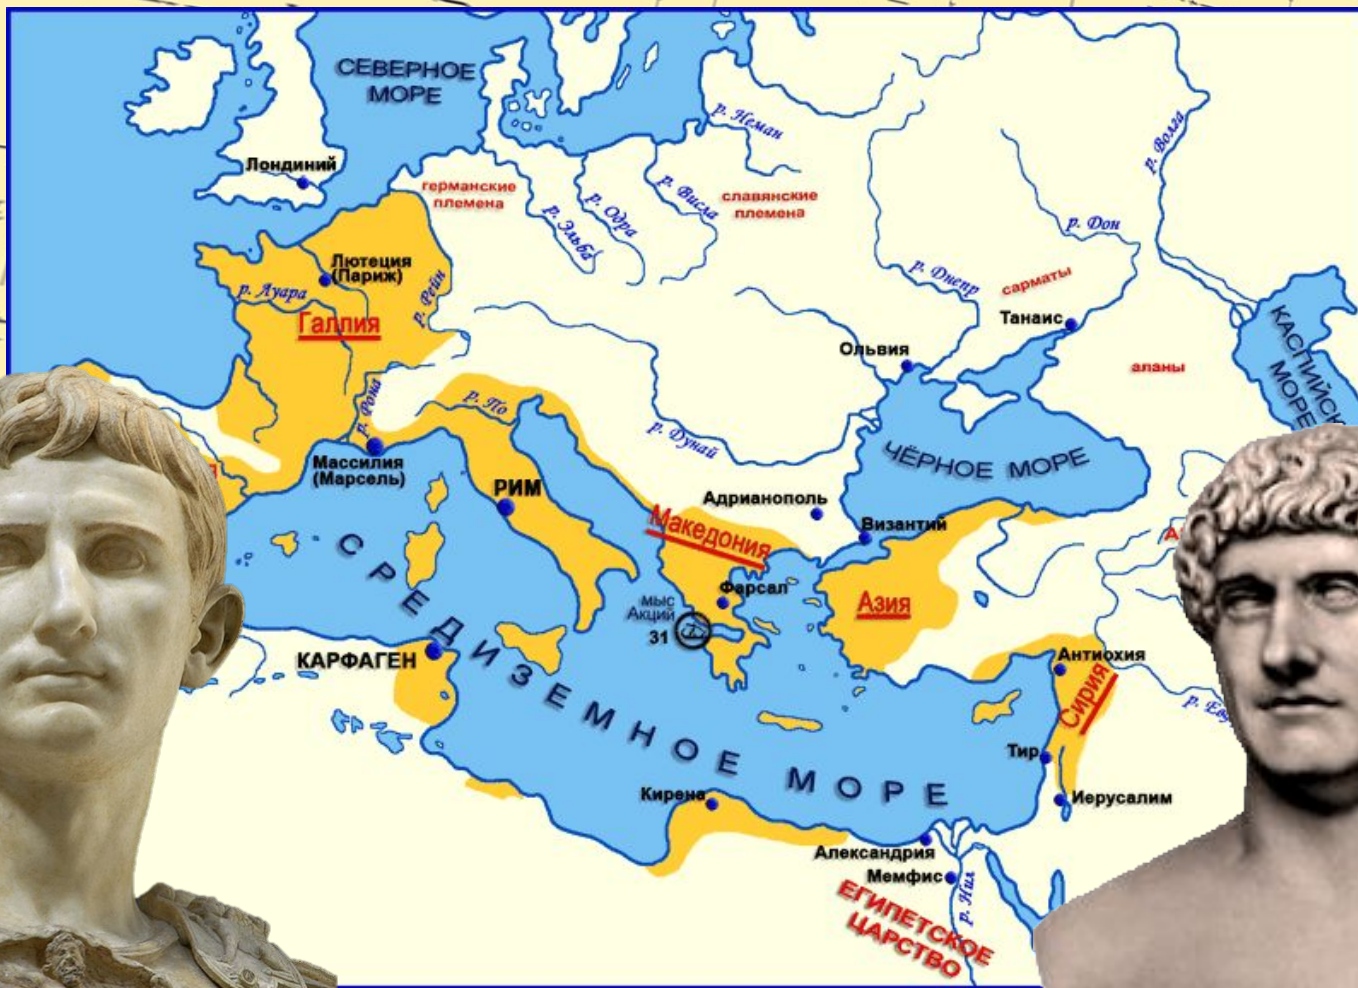 СЕВЕРНОЕ
МОРЕ
р. Неман
р. Волга
Лондиний
германские
племена
р. Эльба
р. Одра
р. Висла
славянские
племена
р. Дон
Лютеция
(Париж)
р. Луара
р. Рейн
Галлия
р. Днепр
сарматы
Танаис
Ольвия
аланы
КАСПИЙСК
МОРЕ
р. Рона
р. По
р. Дунай
ЧЁРНОЕ МОРЕ
Массилия
(Марсель)
РИМ
Адрианополь
Византий
Македония
Фарсал
Азия
мыс
Акций
31
СРЕДИЗЕМНОЕ МОРЕ
КАРФАГЕН
Антиохия
Сирия
Тир
Иерусалим
Кирена
Александрия
Мемфис
р. Нил
ЕГИПЕТСКОЕ
ЦАРСТВО